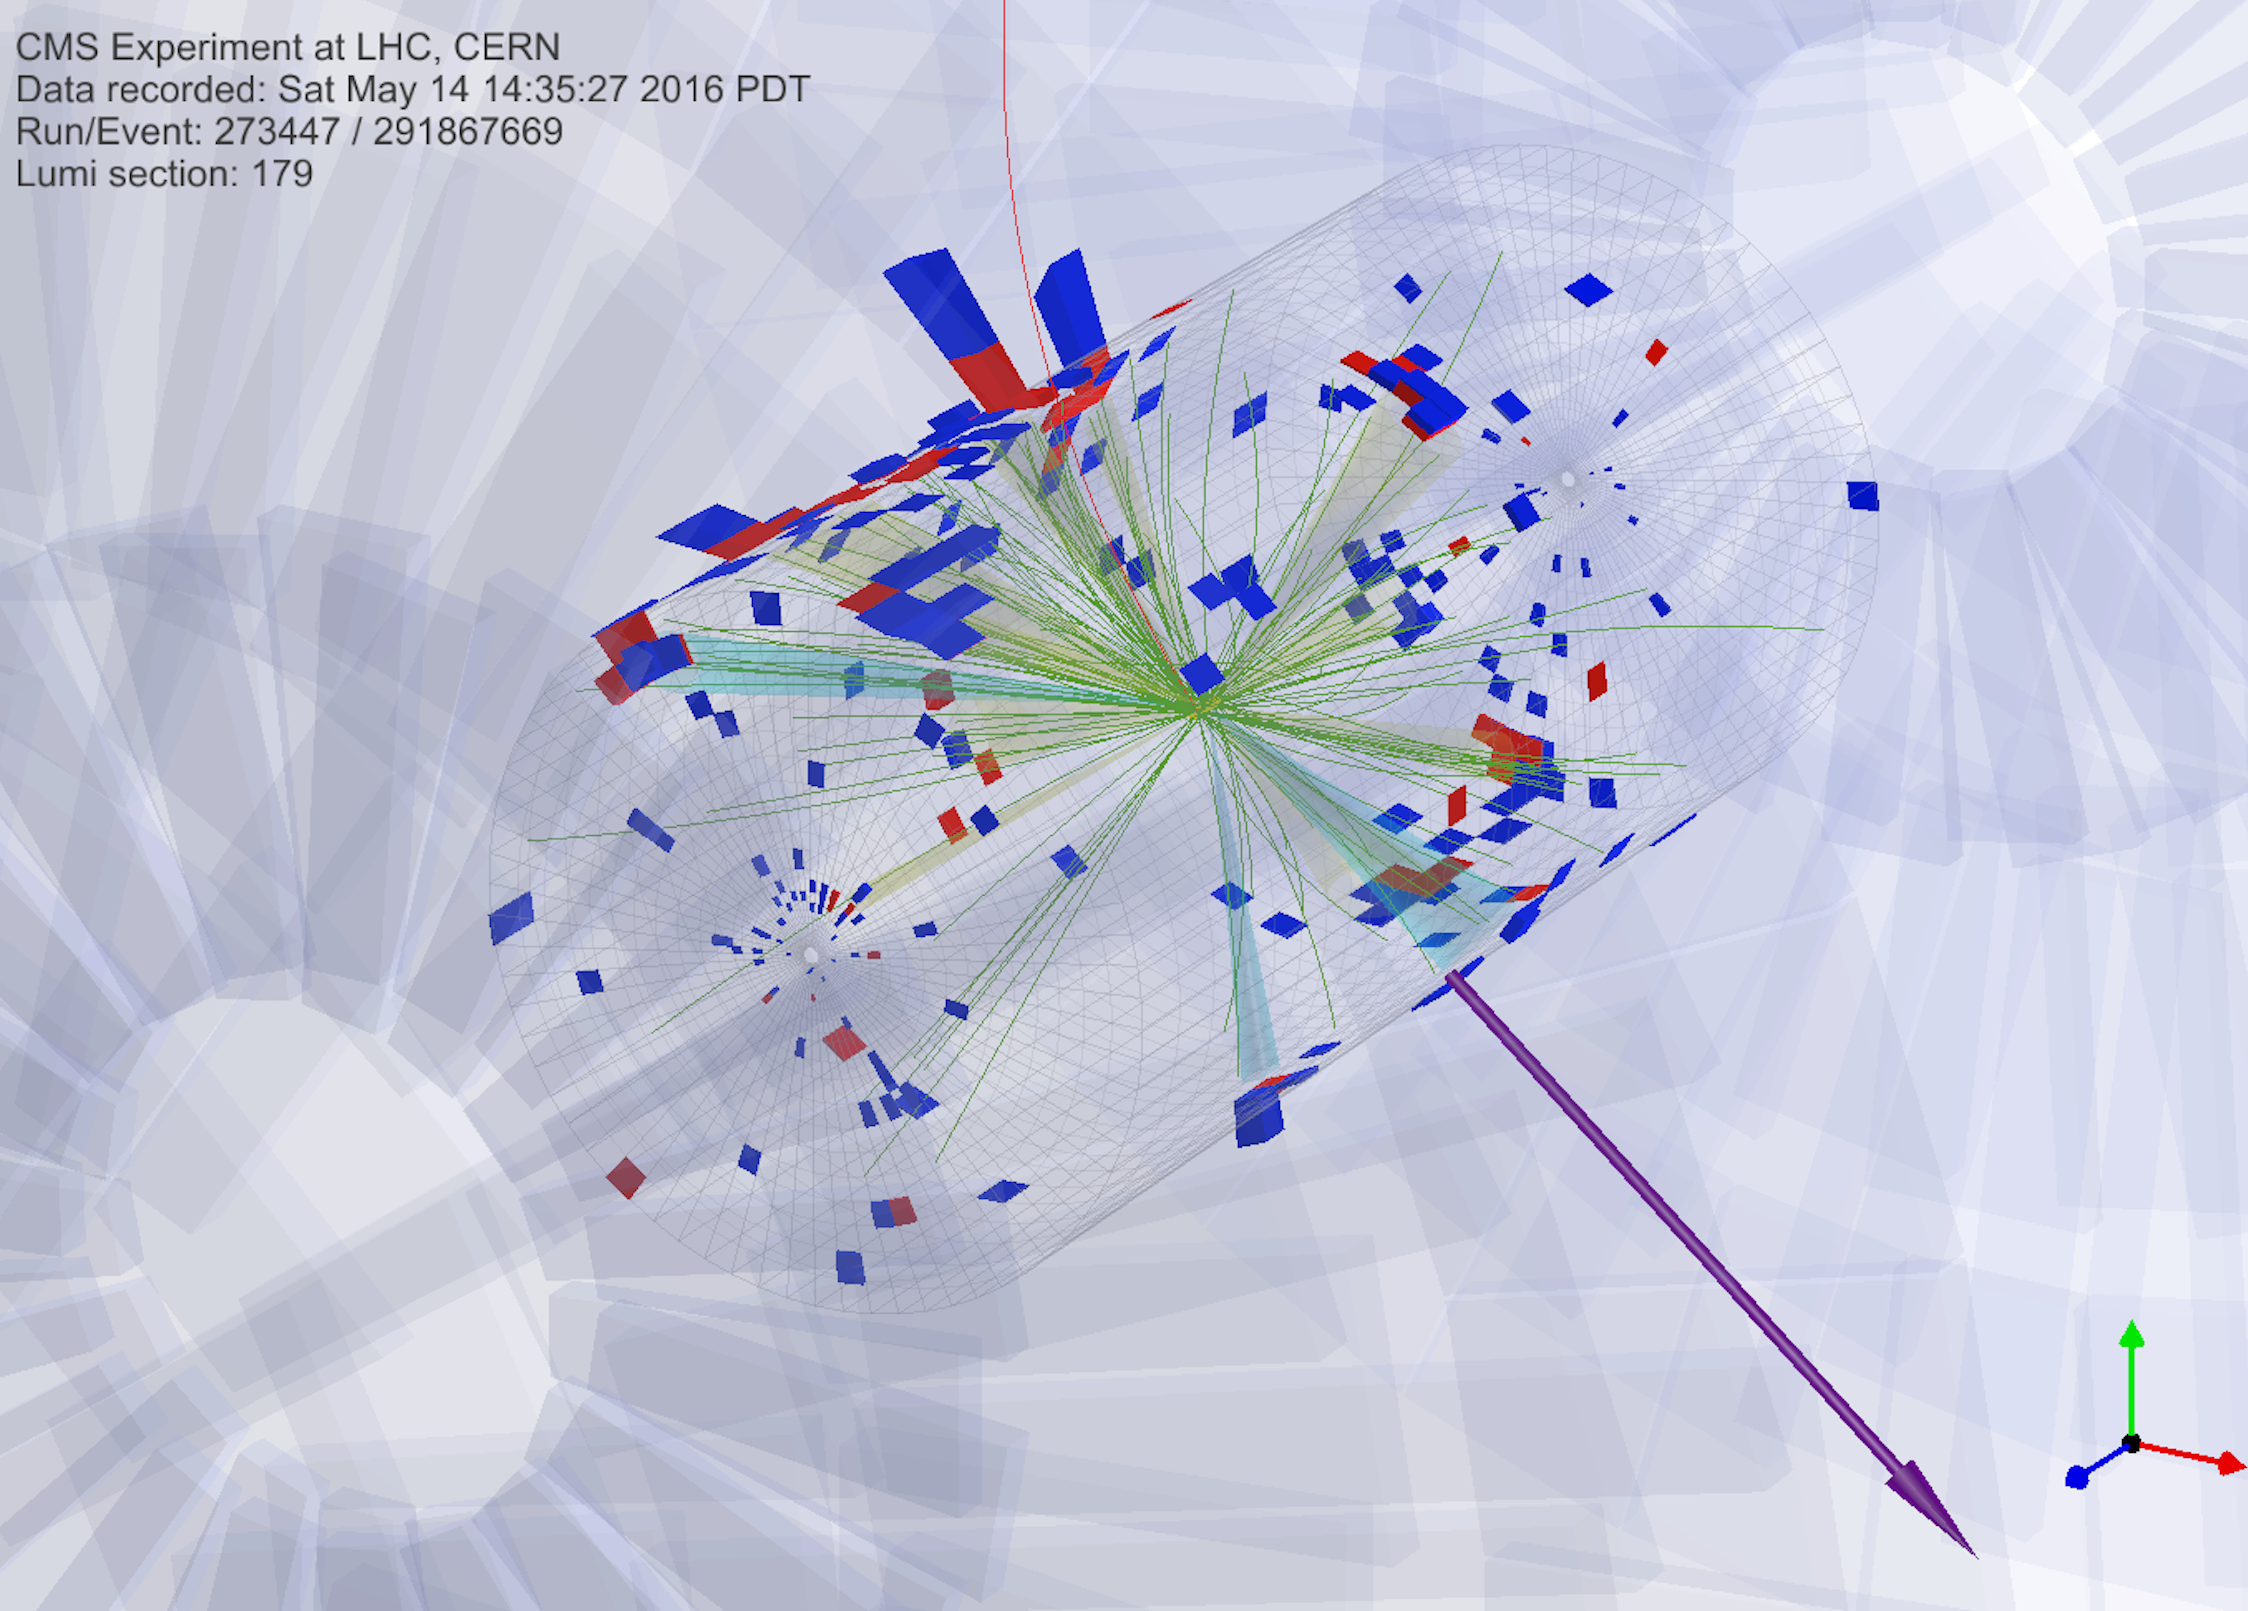 CMS Experiment at LHC, CERN
Data recorded: Sat May 14 14:35:27 2016 PDT
Run/Event: 273447 / 291867669
Lumi section: 179